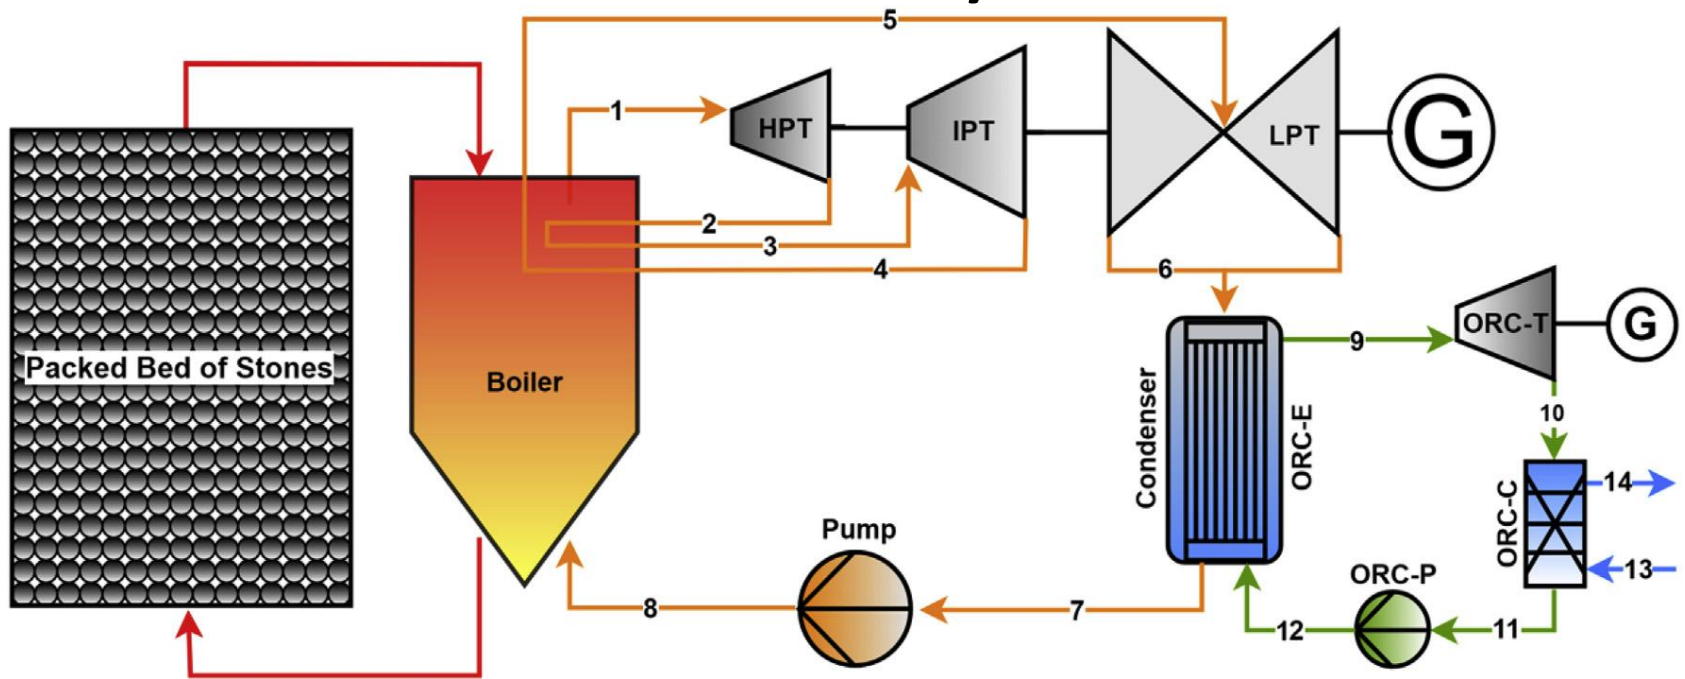 5
1
HPT
IPT
LPT
G
2
3
4
6
Packed Bed of Stones
Boiler
Condenser
ORC-E
9
ORC-T
G
10
ORC-C
14
13
Pump
ORC-P
8
7
12
11